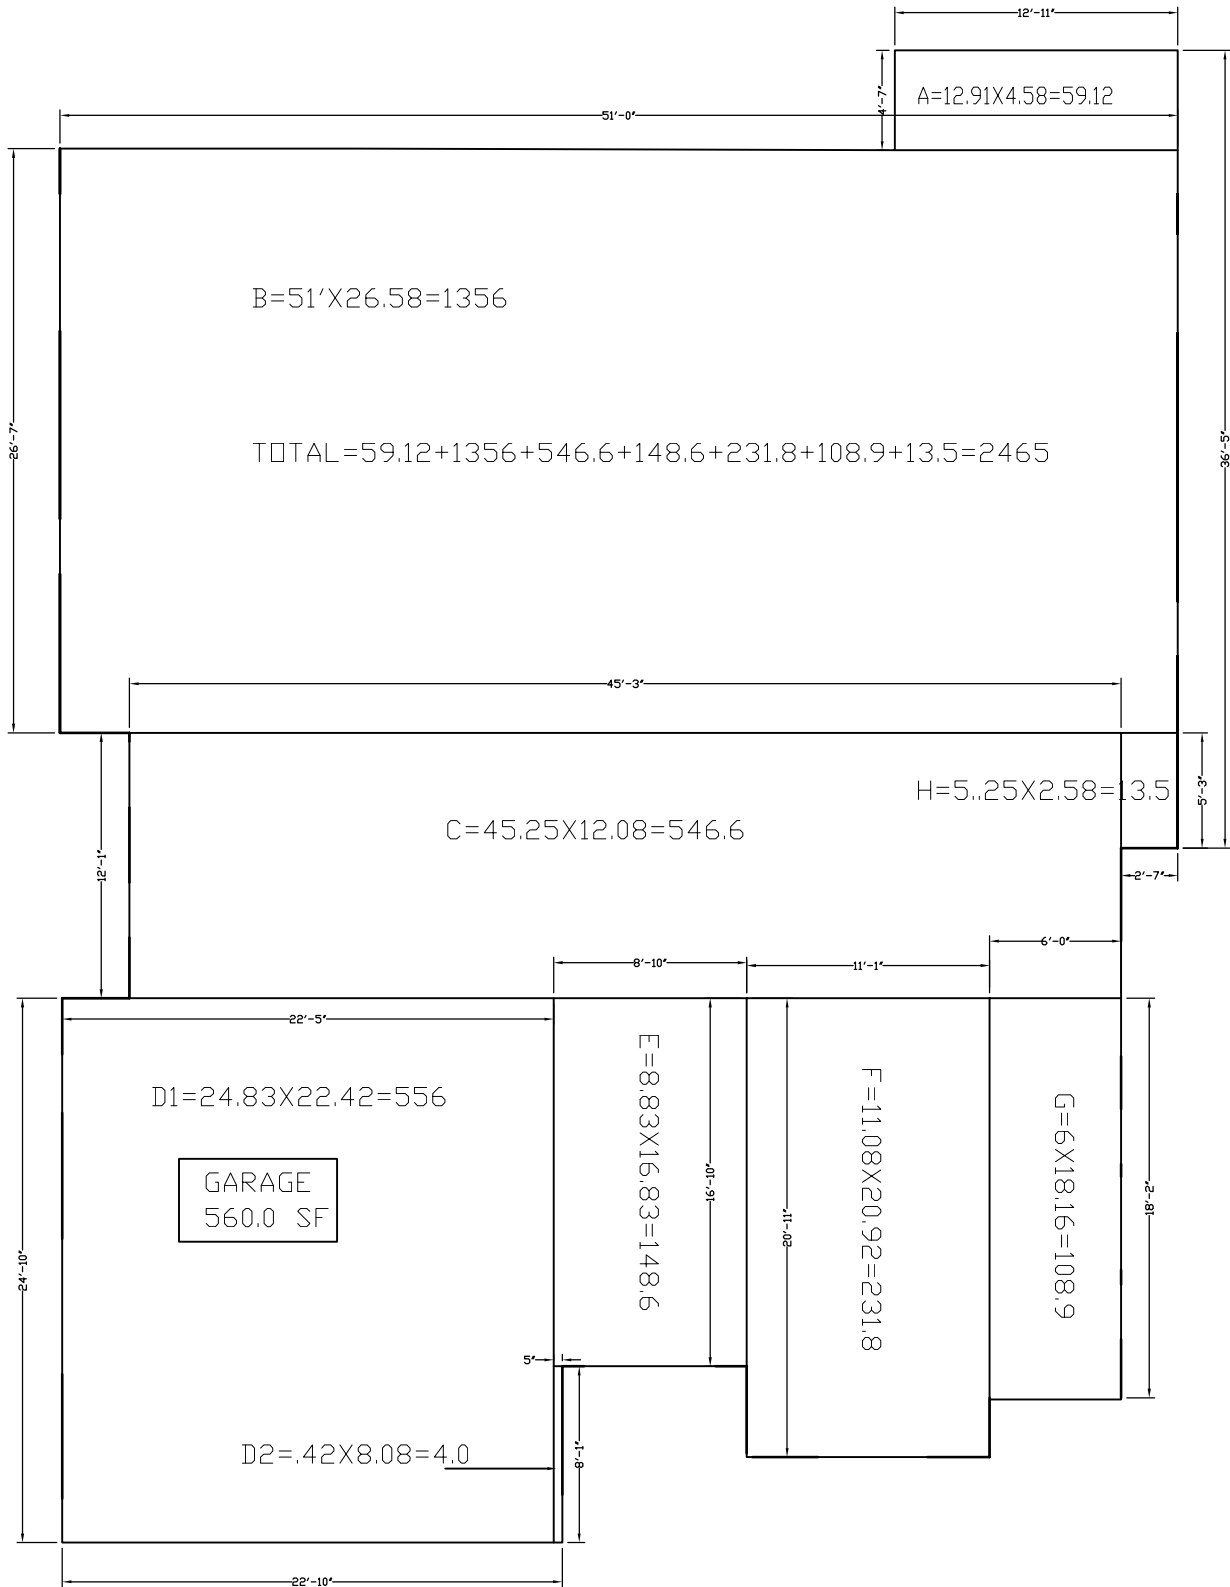 12'-11"
4'-7"
A=12.91X4.58=59.12
51'-0"
B=51'X26.58=1356
26'-7"
36'-5"
TOTAL=59.12+1356+546.6+148.6+231.8+108.9+13.5=2465
45'-3"
H=5..25X2.58=13.5
5'-3"
C=45.25X12.08=546.6
12'-1"
2'-7"
6'-0"
8'-10"
11'-1"
22'-5"
D1=24.83X22.42=556
E=8.83X16.83=148.6
F=11.08X20.92=231.8
G=6X18.16=108.9
GARAGE
560.0 SF
16'-10"
20'-11"
18'-2"
24'-10"
5"
D2=.42X8.08=4.0
8'-1"
22'-10"